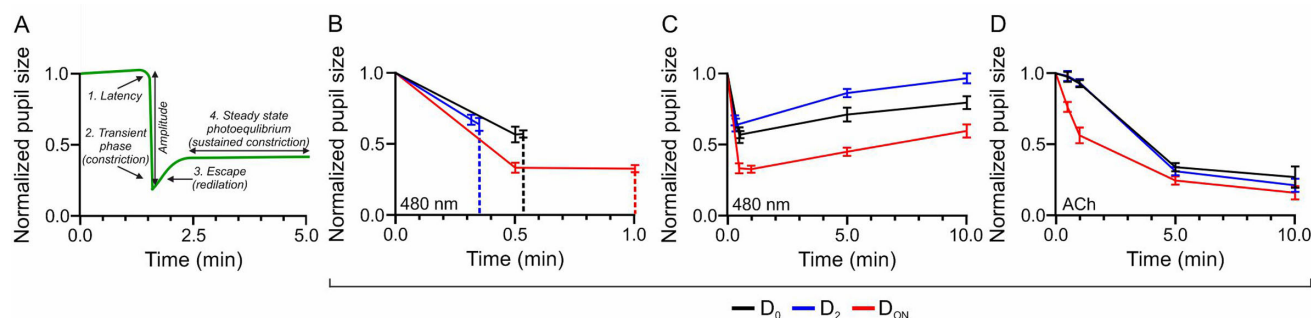 A
Normalized pupil size
1.0
0.5
0.0
0.0
2.5
5.0
Time (min)
1. Latency
2. Transient
phase
(constriction)
Amplitude
4. Steady state
photoequlibrium
(sustained constriction)
3. Escape
(redilation)
B
Normalized pupil size
1.0
0.5
0.0
480 nm
0.0
0.5
1.0
Time (min)
C
Normalized pupil size
1.0
0.5
0.0
480 nm
0.0
5.0
10.0
Time (min)
D
Normalized pupil size
1.0
0.5
0.0
ACh
0.0
5.0
10.0
Time (min)
D0
D2
DON